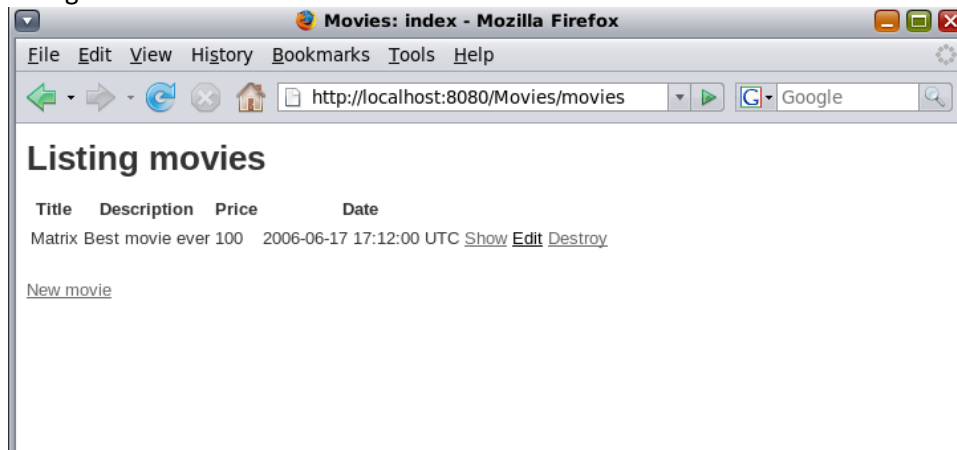 Movies: index - Mozilla Firefox
File Edit View History Bookmarks Tools Help
http://localhost:8080/Movies/movies G Google
Listing movies
Title Description Price Date
Matrix Best movie ever 100 2006-06-17 17:12:00 UTC Show Edit Destroy
New movie